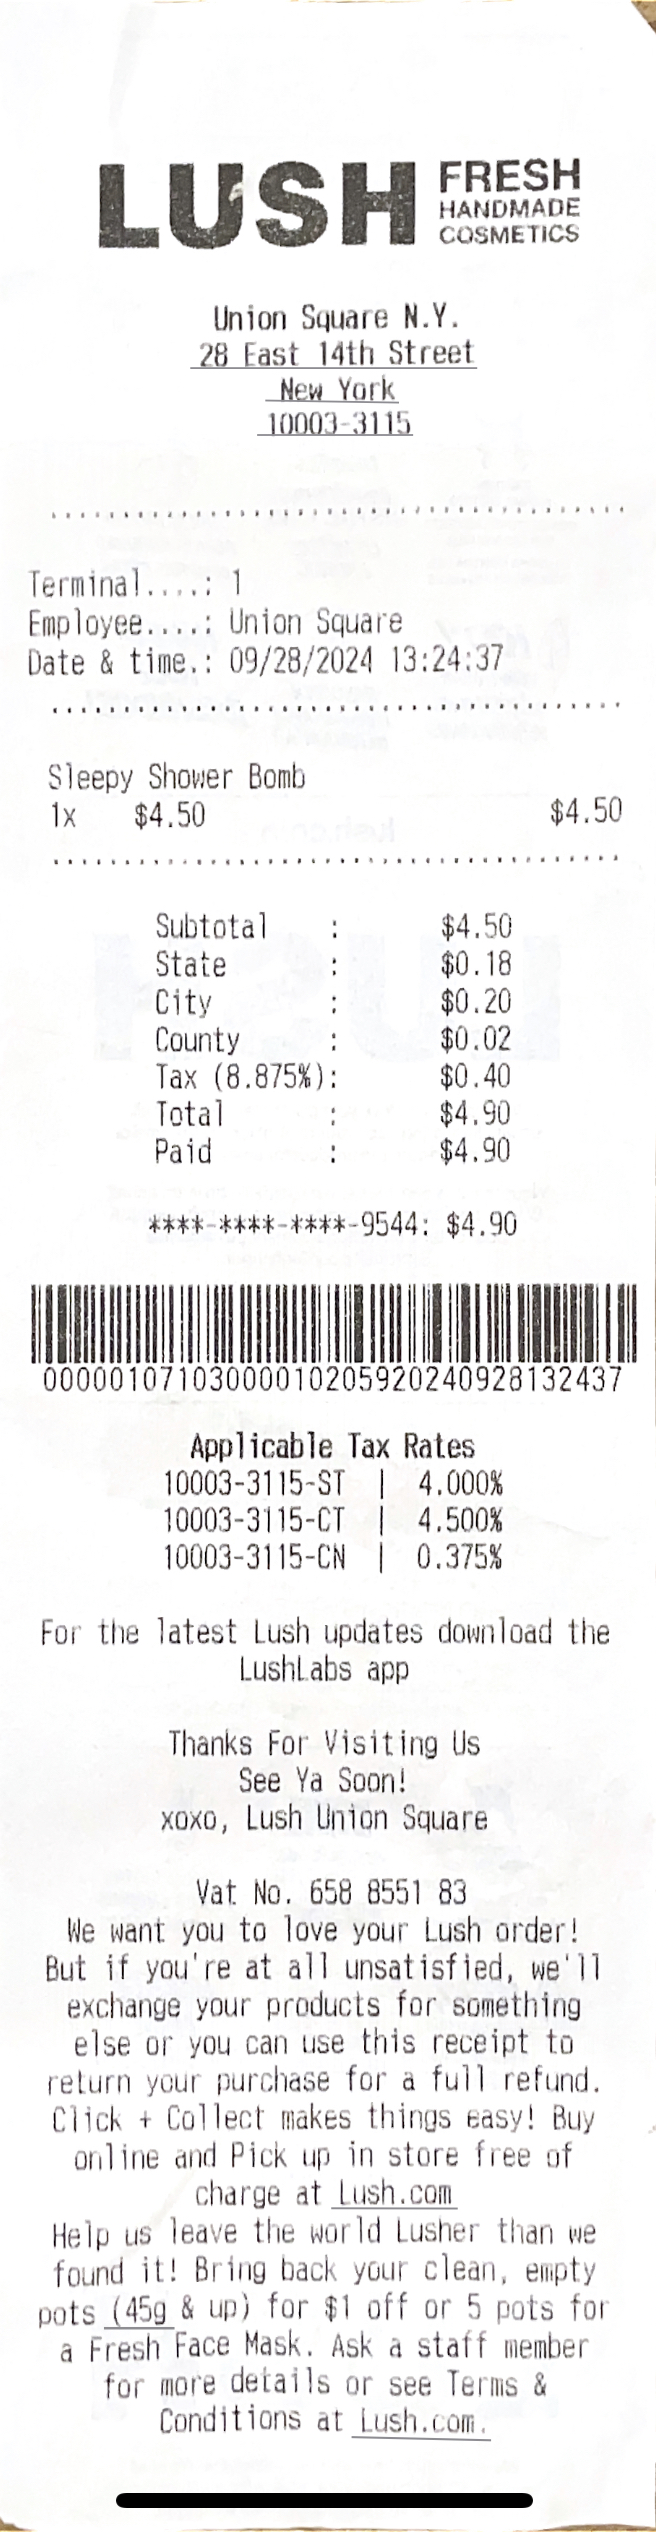 LUSH FRESH HANDMADE COSMETICS
Union Square N.Y.
28 East 14th Street
New York
10003-3115
Terminal....: 1
Employee....: Union Square
Date & time.: 09/28/2024 13:24:37
Sleepy Shower Bomb
1x $4.50 $4.50
Subtotal : $4.50
State : $0.18
City : $0.20
County : $0.02
Tax (8.875%): $0.40
Total : $4.90
Paid : $4.90
****-****-****-9544: $4.90
0000010710300001020592024092813​2437
Applicable Tax Rates
10003-3115-ST | 4.000%
10003-3115-CT | 4.500%
10003-3115-CN | 0.375%
For the latest Lush updates download the
LushLabs app
Thanks For Visiting Us
See Ya Soon!
xoxo, Lush Union Square
Vat No. 658 8551 83
We want you to love your Lush order!
But if you're at all unsatisfied, we'll
exchange your products for something
else or you can use this receipt to
return your purchase for a full refund.
Click + Collect makes things easy! Buy
online and Pick up in store free of
charge at Lush.com
Help us leave the world Lusher than we
found it! Bring back your clean, empty
pots (45g & up) for $1 off or 5 pots for
a Fresh Face Mask. Ask a staff member
for more details or see Terms &
Conditions at Lush.com.